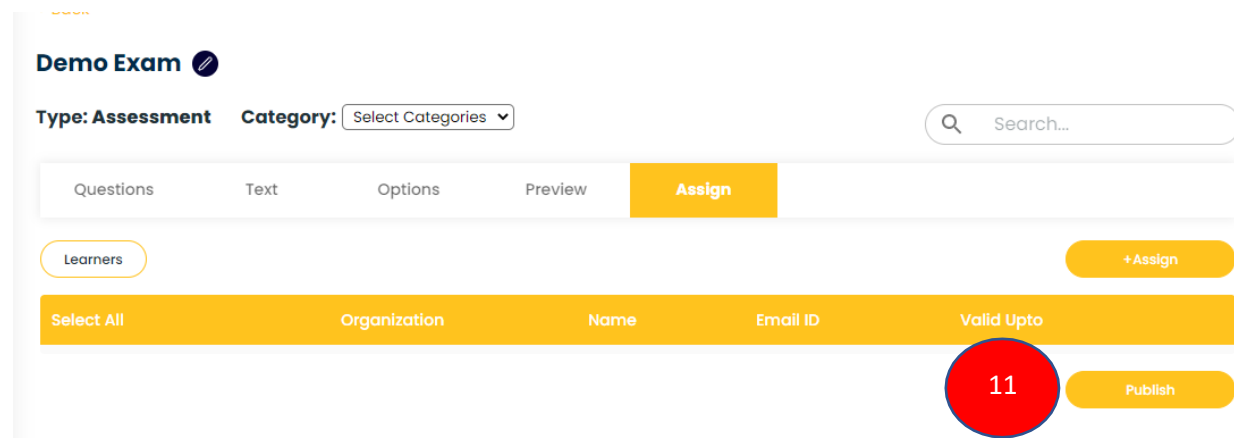 Demo Exam
Type: Assessment Category: Select Categories
Search...
Questions Text Options Preview Assign
Learners +Assign
Select All Organization Name Email ID Valid Upto
11 Publish